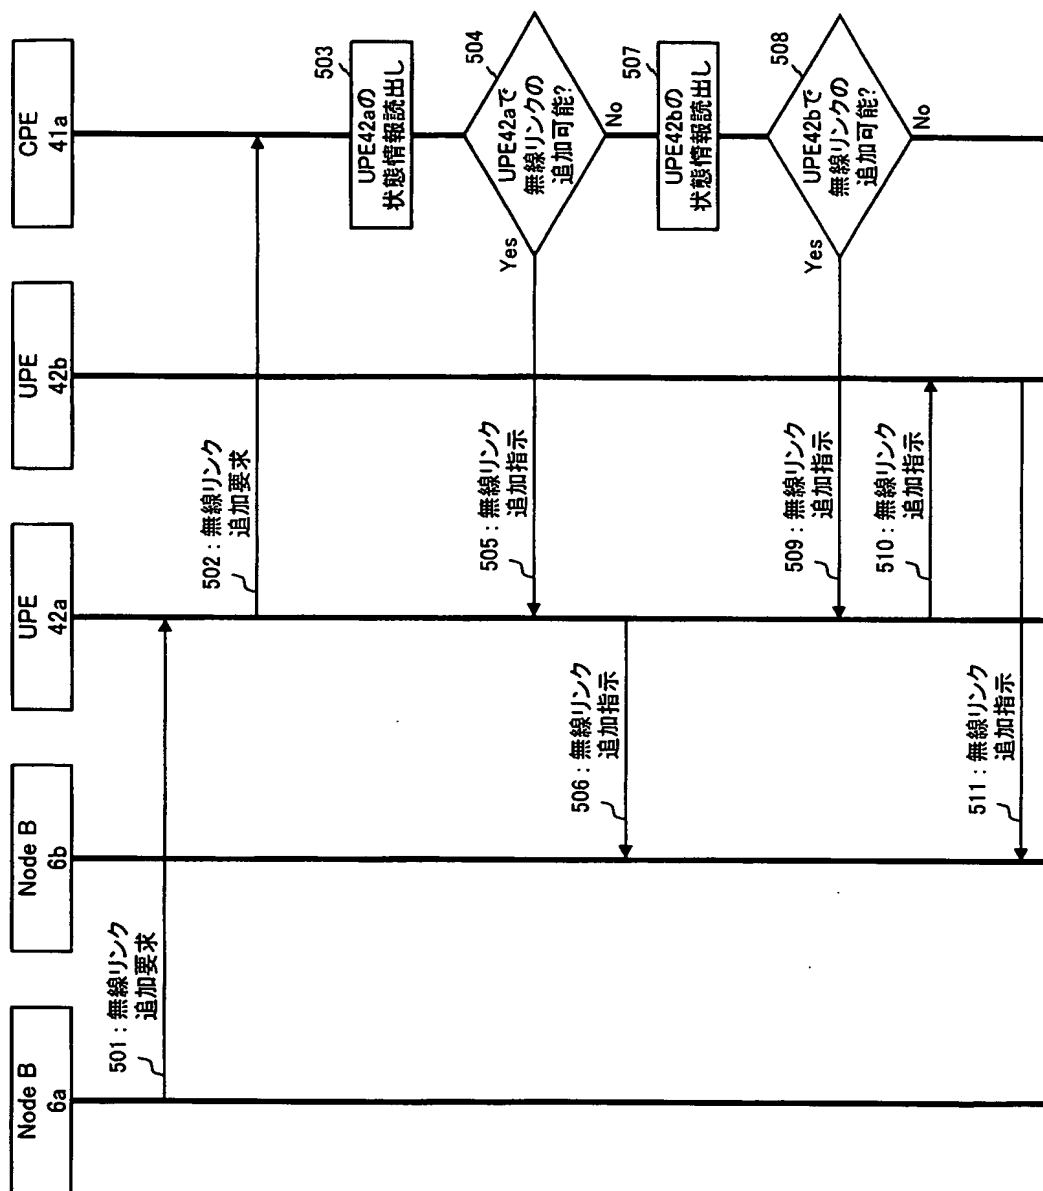 Node B
6a
Node B
6b
UPE
42a
UPE
42b
CPE
41a
501：無線リンク
追加要求
502：無線リンク
追加要求
503
UPE42aの
状態情報読出し
504
UPE42aで
無線リンクの
追加可能?
Yes
No
505：無線リンク
追加指示
506：無線リンク
追加指示
507
UPE42bの
状態情報読出し
508
UPE42bで
無線リンクの
追加可能?
Yes
No
509：無線リンク
追加指示
510：無線リンク
追加指示
511：無線リンク
追加指示